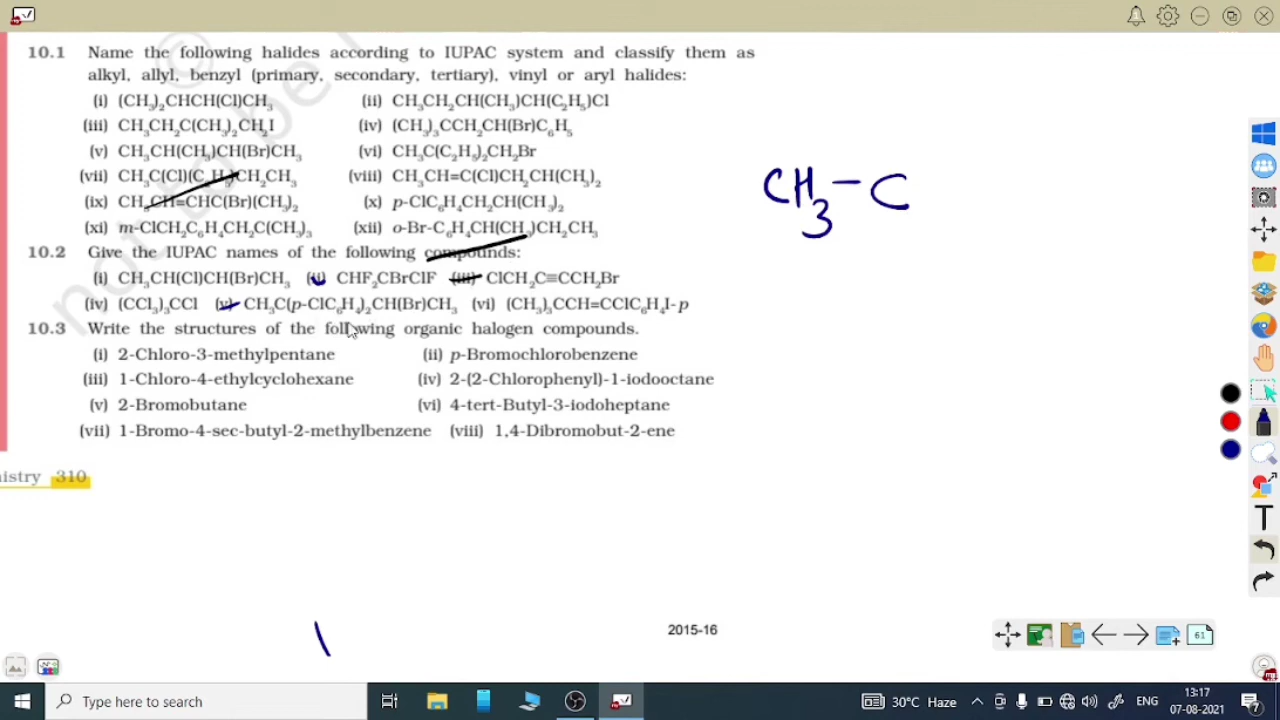 10.1 Name the following halides according to IUPAC system and classify them as
alkyl, allyl, benzyl (primary, secondary, tertiary), vinyl or aryl halides:
(i) (CH₃)₂CHCH(Cl)CH₃ (ii) CH₃CH₂CH(CH₃)CH(C₂H₅)Cl
(iii) CH₃CH₂C(CH₃)₂CH₂I (iv) (CH₃)₃CCH₂CH(Br)C₆H₅
(v) CH₃CH(CH₃)CH(Br)CH₃ (vi) CH₃C(C₂H₅)₂CH₂Br
(vii) CH₃C(Cl)(C₂H₅)CH₂CH₃ (viii) CH₃CH=C(Cl)CH₂CH(CH₃)₂
(ix) CH₃CH=CHC(Br)(CH₃)₂ (x) p-ClC₆H₄CH₂CH(CH₃)₂
(xi) m-ClCH₂C₆H₄CH₂C(CH₃)₃ (xii) o-Br-C₆H₄CH(CH₃)CH₂CH₃
10.2 Give the IUPAC names of the following compounds:
(i) CH₃CH(Cl)CH(Br)CH₃ (ii) CHF₂CBrClF (iii) ClCH₂C≡CCH₂Br
(iv) (CCl₃)₃CCl (v) CH₃C(p-ClC₆H₄)₂CH(Br)CH₃ (vi) (CH₃)₃CCH=CClC₆H₄I-p
10.3 Write the structures of the following organic halogen compounds.
(i) 2-Chloro-3-methylpentane (ii) p-Bromochlorobenzene
(iii) 1-Chloro-4-ethylcyclohexane (iv) 2-(2-Chlorophenyl)-1-iodooctane
(v) 2-Bromobutane (vi) 4-tert-Butyl-3-iodoheptane
(vii) 1-Bromo-4-sec-butyl-2-methylbenzene (viii) 1,4-Dibromobut-2-ene
CH₃-C
istry 310
not to be
2015-16
61
Type here to search
30°C Haze
ENG
13:17
07-08-2021
7